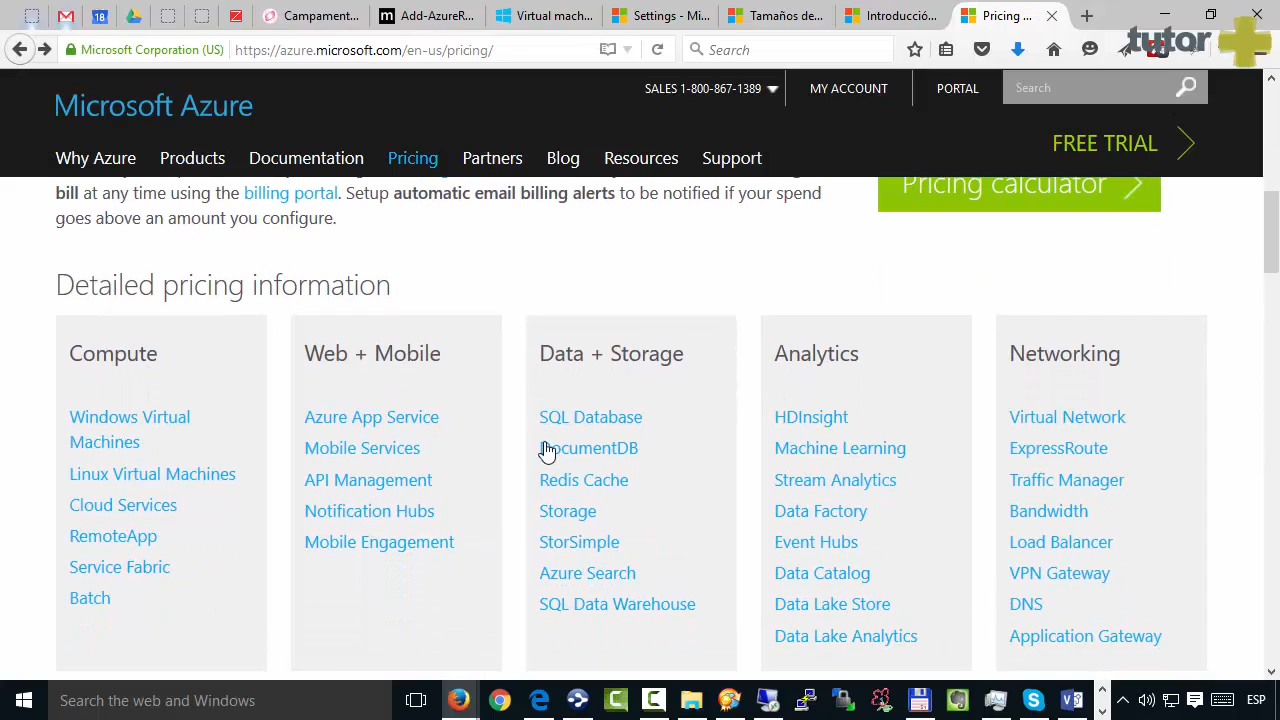 18
Campament...
Add-AzureR...
Virtual mach...
Settings - Mi...
Tamaños de...
Introducció...
Pricing ...
Microsoft Corporation (US)
https://azure.microsoft.com/en-us/pricing/
Search
tutor
SALES 1-800-867-1389
MY ACCOUNT
PORTAL
Search
Microsoft Azure
FREE TRIAL
Why Azure
Products
Documentation
Pricing
Partners
Blog
Resources
Support
bill at any time using the billing portal. Setup automatic email billing alerts to be notified if your spend
goes above an amount you configure.
Pricing calculator
Detailed pricing information
Compute
Windows Virtual
Machines
Linux Virtual Machines
Cloud Services
RemoteApp
Service Fabric
Batch
Web + Mobile
Azure App Service
Mobile Services
API Management
Notification Hubs
Mobile Engagement
Data + Storage
SQL Database
DocumentDB
Redis Cache
Storage
StorSimple
Azure Search
SQL Data Warehouse
Analytics
HDInsight
Machine Learning
Stream Analytics
Data Factory
Event Hubs
Data Catalog
Data Lake Store
Data Lake Analytics
Networking
Virtual Network
ExpressRoute
Traffic Manager
Bandwidth
Load Balancer
VPN Gateway
DNS
Application Gateway
Search the web and Windows
ESP